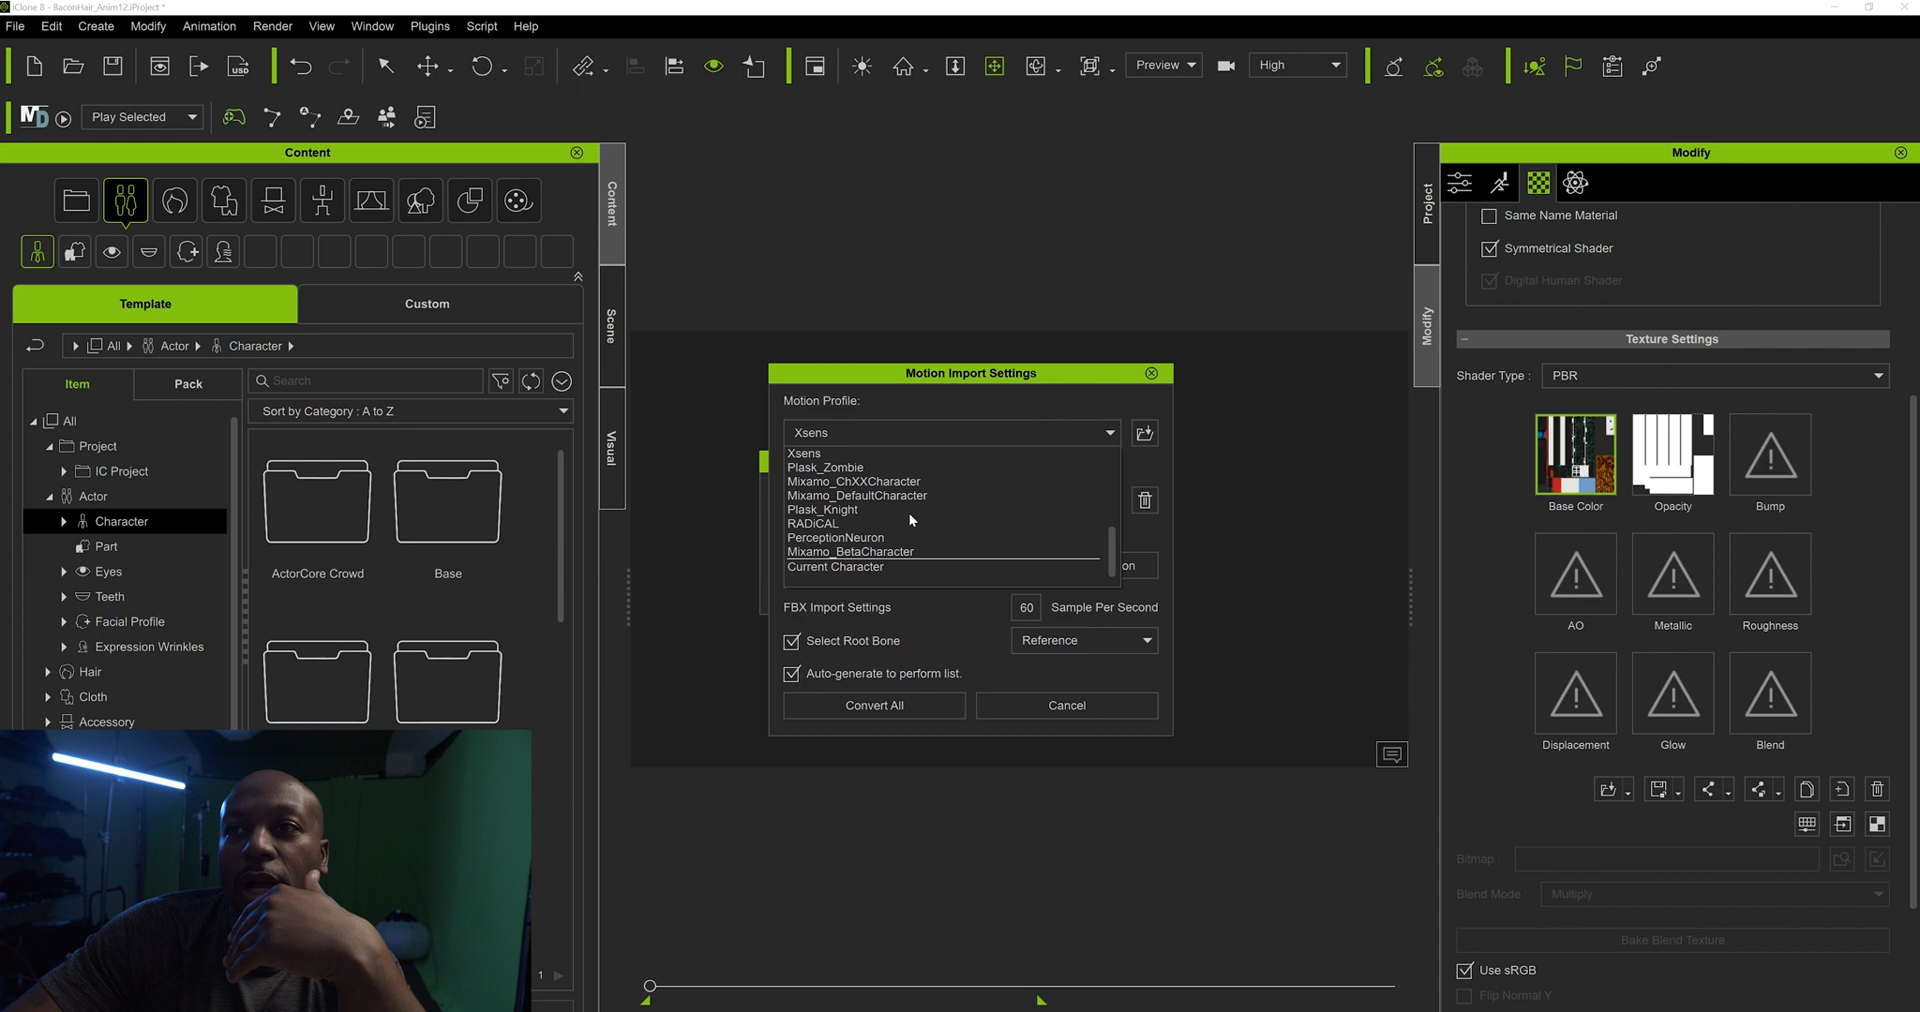 iClone 8 - BaconHair_Anim12.iProject *
File Edit Create Modify Animation Render View Window Plugins Script Help
USD
Preview
High
MD
Play Selected
Content
Content
Scene
Visual
Template
Custom
All Actor Character
Item
Pack
Search
Sort by Category : A to Z
All
Project
IC Project
Actor
Character
Part
Eyes
Teeth
Facial Profile
Expression Wrinkles
Hair
Cloth
Accessory
ActorCore Crowd
Base
1
Motion Import Settings
Motion Profile:
Xsens
Xsens
Plask_Zombie
Mixamo_ChXXCharacter
Mixamo_DefaultCharacter
Plask_Knight
RADiCAL
PerceptionNeuron
Mixamo_BetaCharacter
Current Character
on
FBX Import Settings
60 Sample Per Second
Select Root Bone
Reference
Auto-generate to perform list.
Convert All
Cancel
Project
Modify
Modify
Same Name Material
Symmetrical Shader
Digital Human Shader
Texture Settings
Shader Type :
PBR
Base Color
Opacity
Bump
AO
Metallic
Roughness
Displacement
Glow
Blend
Bitmap :
Blend Mode :
Multiply
Bake Blend Texture
Use sRGB
Flip Normal Y